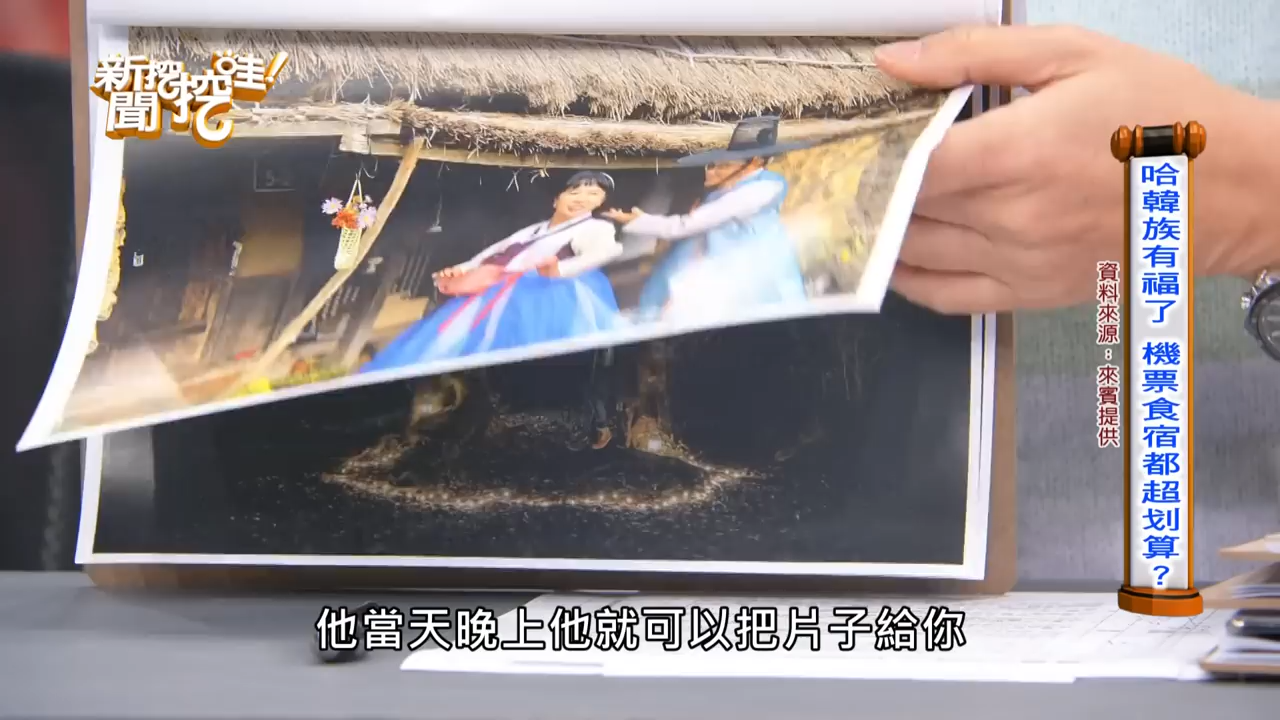 新聞挖挖哇!
哈韓族有福了 機票食宿都超划算?
資料來源:來賓提供
他當天晚上他就可以把片子給你